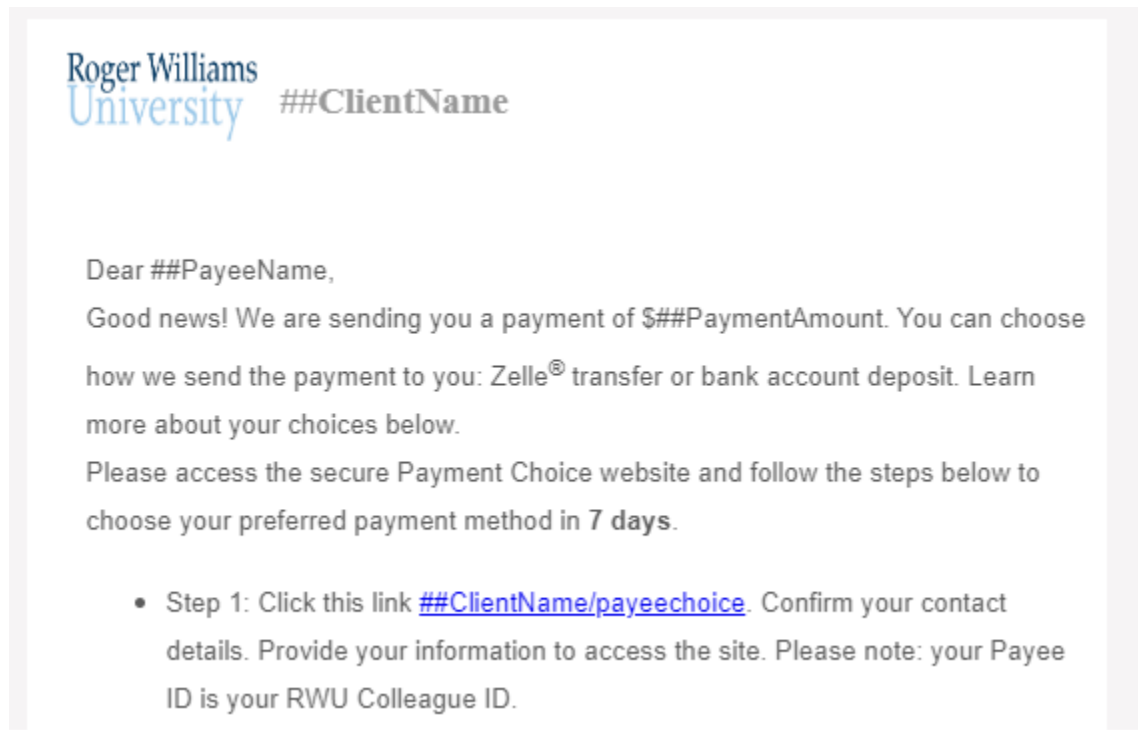 Roger Williams
University
##ClientName
Dear ##PayeeName,
Good news! We are sending you a payment of $##PaymentAmount. You can choose
how we send the payment to you: Zelle® transfer or bank account deposit. Learn
more about your choices below.
Please access the secure Payment Choice website and follow the steps below to
choose your preferred payment method in 7 days.
• Step 1: Click this link ##ClientName/payeechoice. Confirm your contact
details. Provide your information to access the site. Please note: your Payee
ID is your RWU Colleague ID.